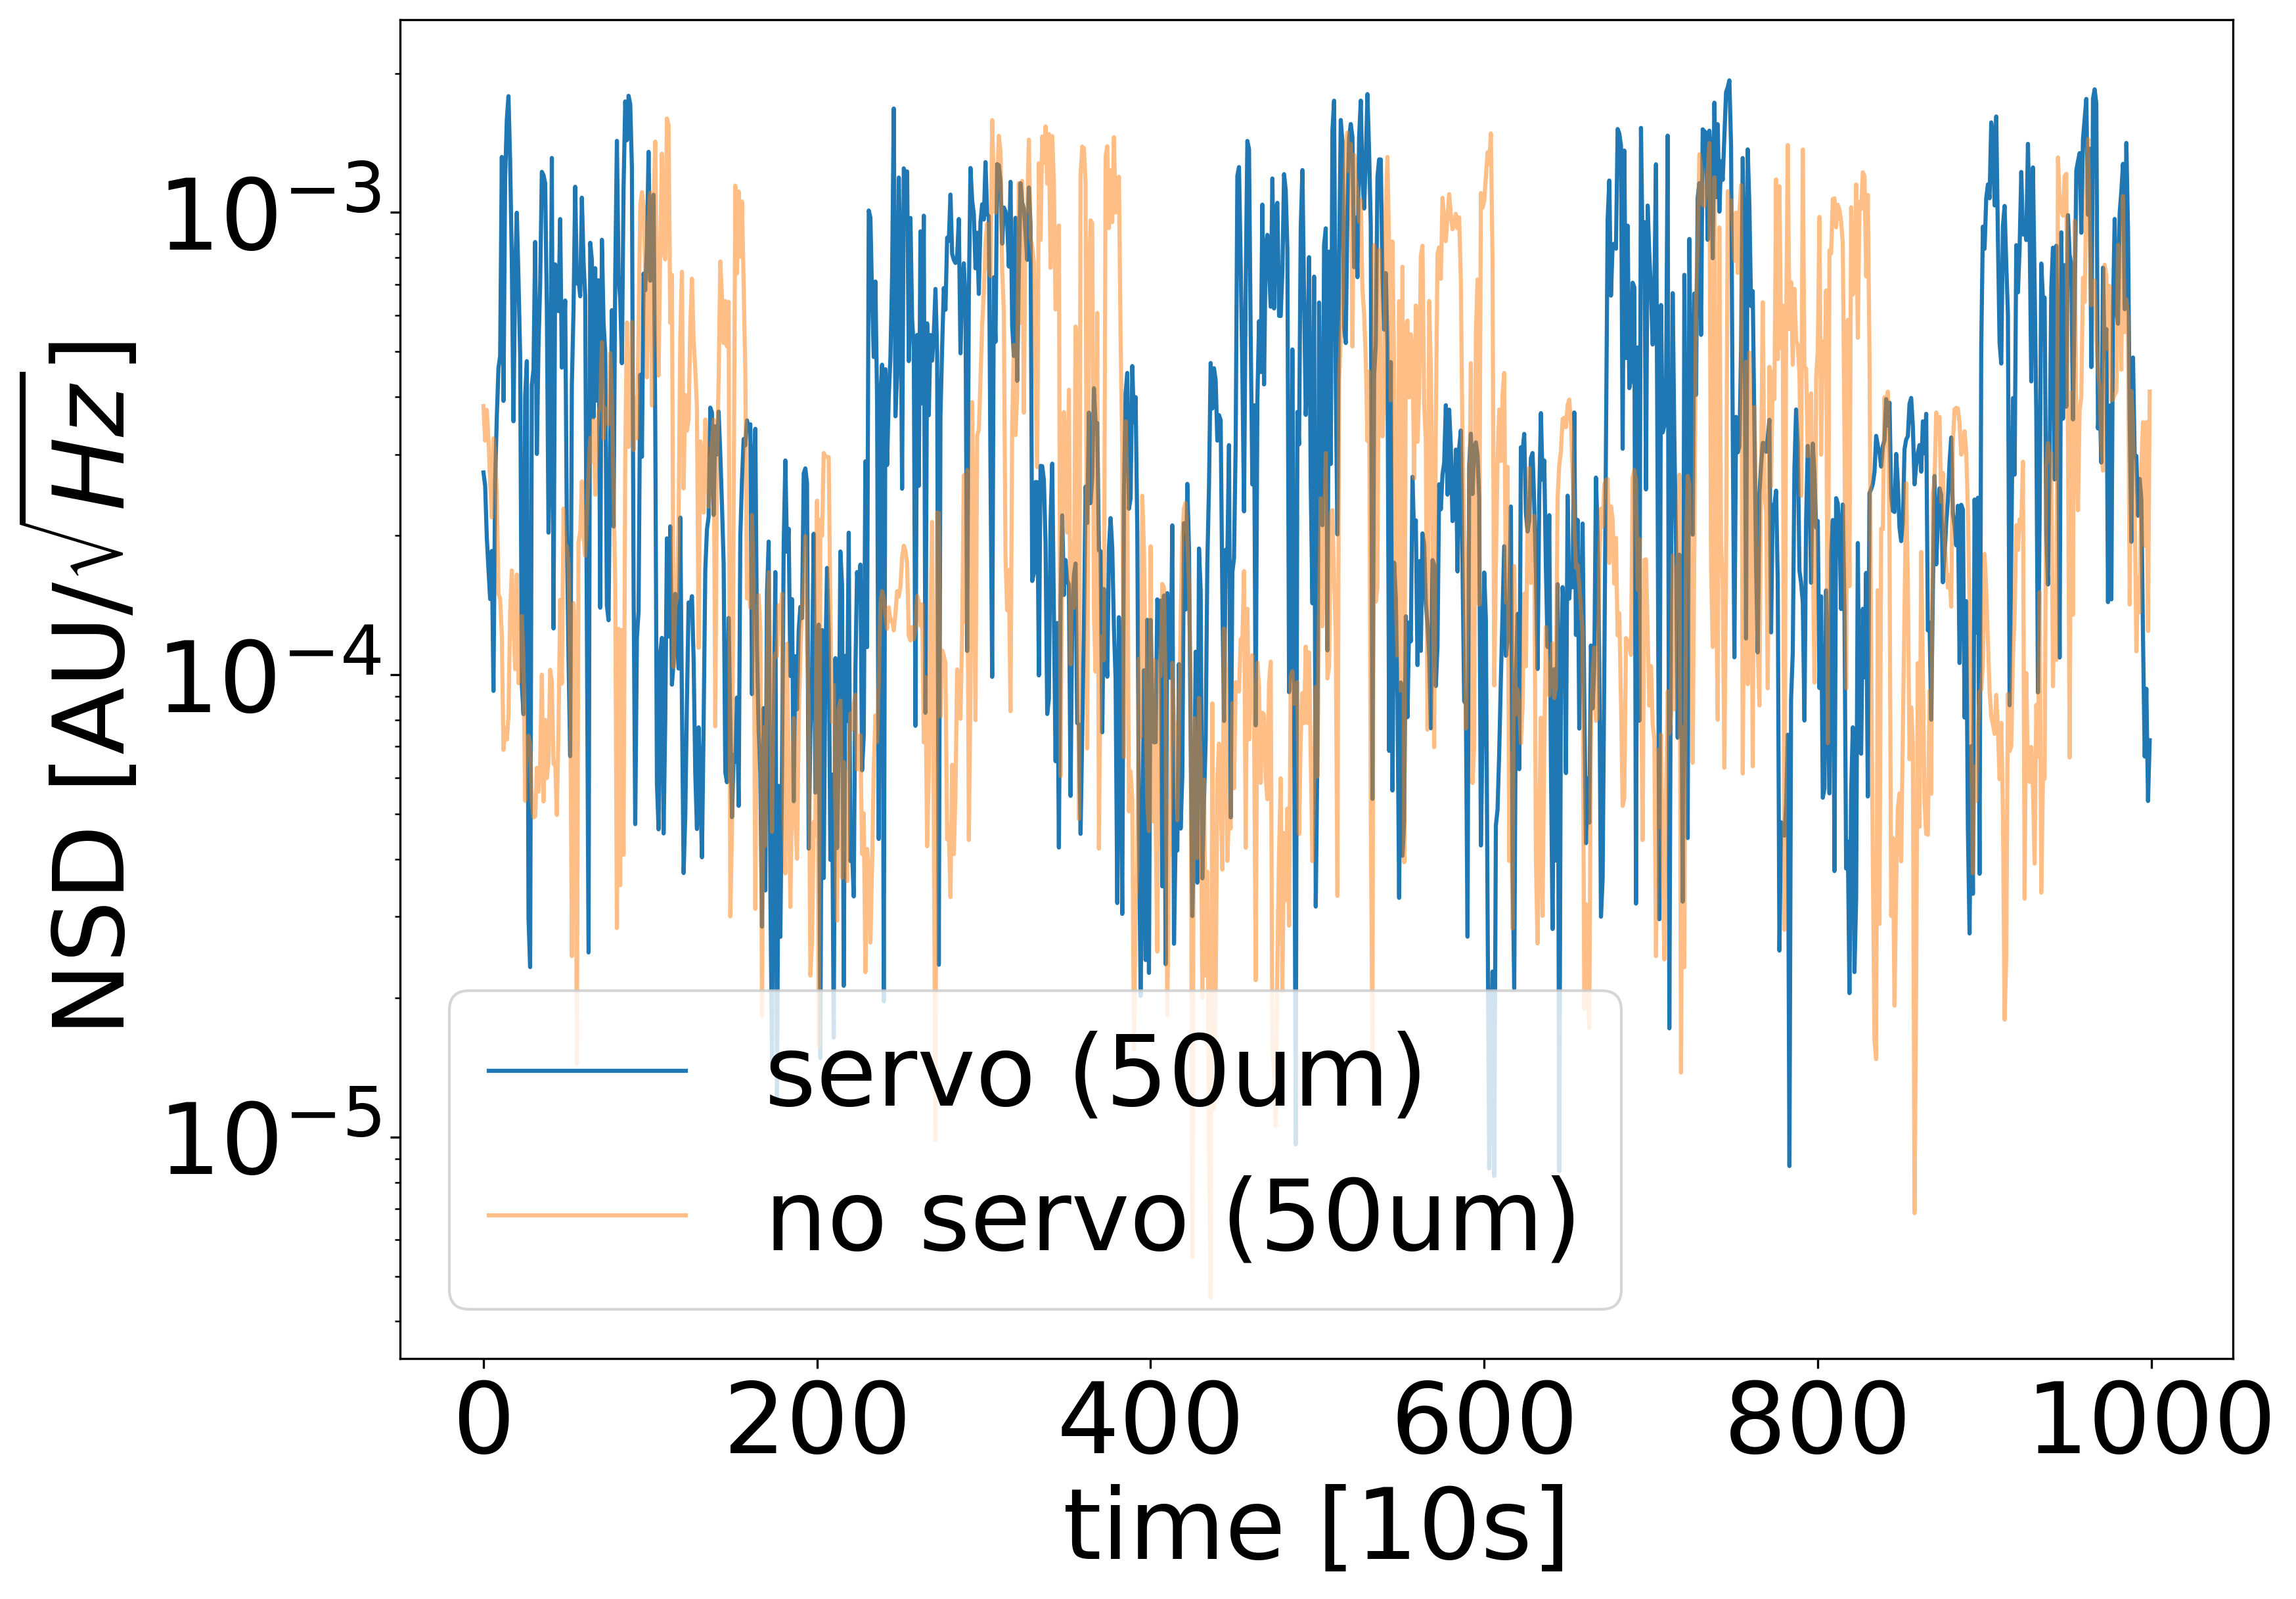 NSD [AU/√Hz]
10⁻³
10⁻⁴
10⁻⁵
servo (50um)
no servo (50um)
0 200 400 600 800 1000
time [10s]